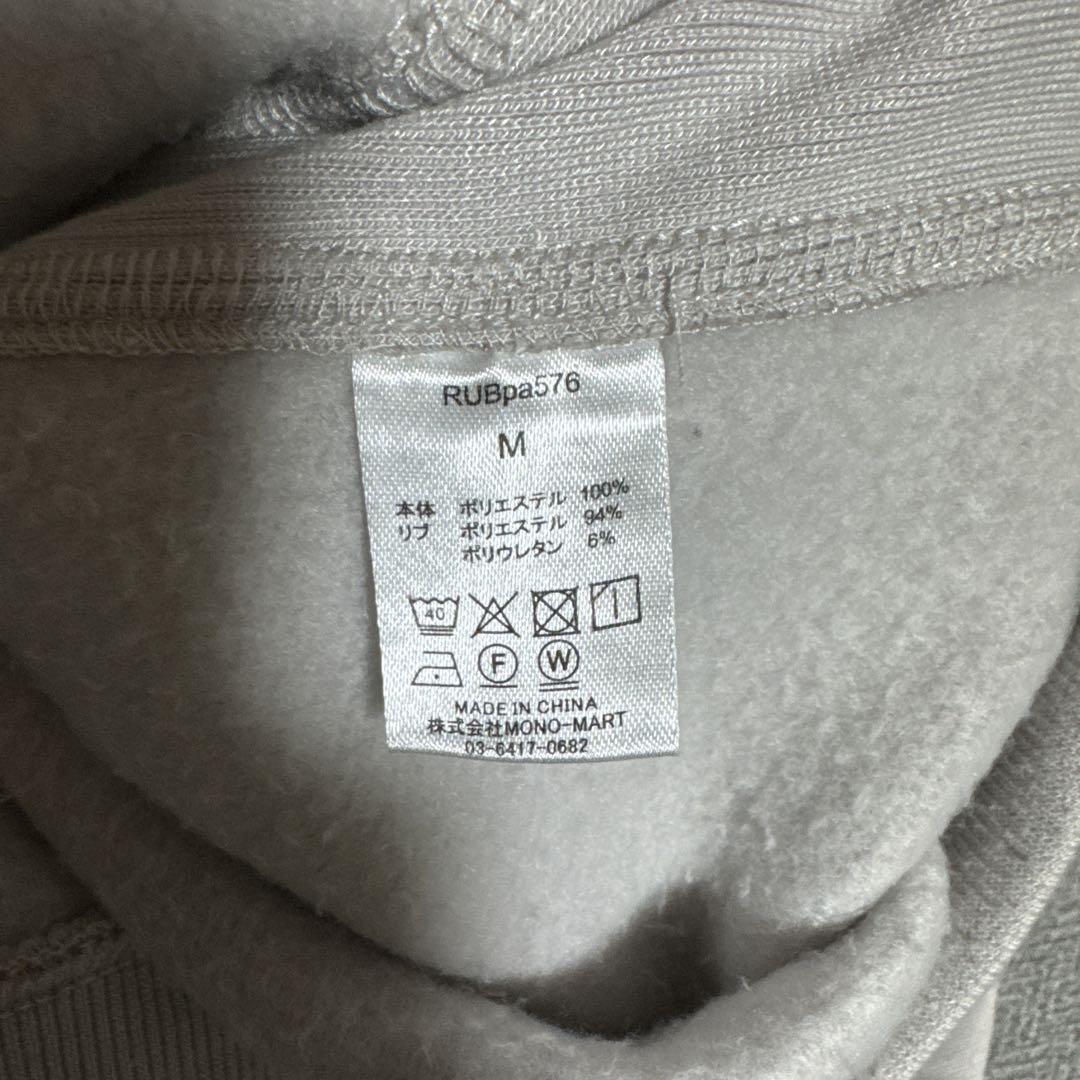 RUBpa576
M
本体 ポリエステル 100%
リブ ポリエステル 94%
ポリウレタン 6%
40
F W
MADE IN CHINA
株式会社MONO-MART
03-6417-0682